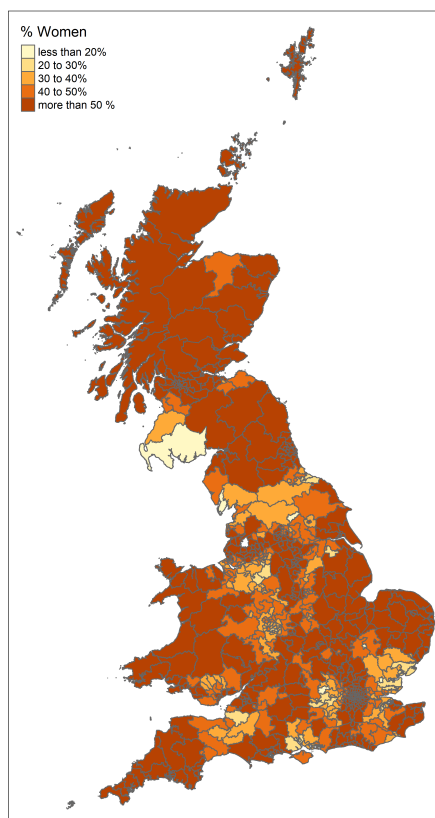 % Women
less than 20%
20 to 30%
30 to 40%
40 to 50%
more than 50 %